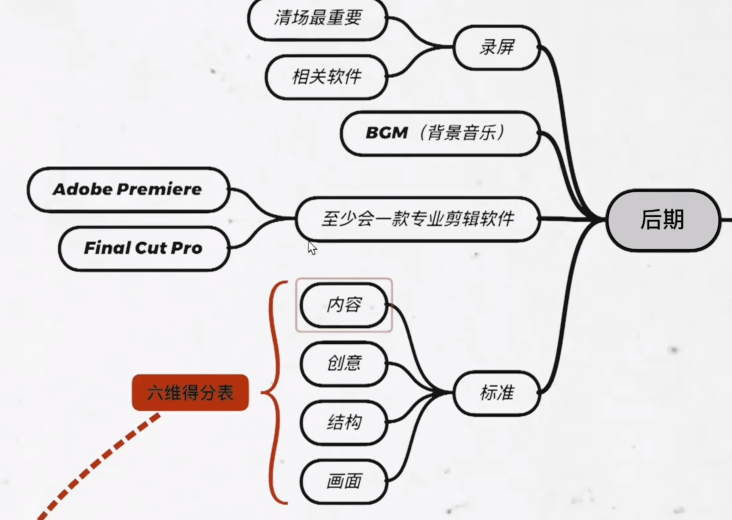 清场最重要
录屏
相关软件
BGM（背景音乐）
Adobe Premiere
至少会一款专业剪辑软件
后期
Final Cut Pro
内容
创意
六维得分表
标准
结构
画面